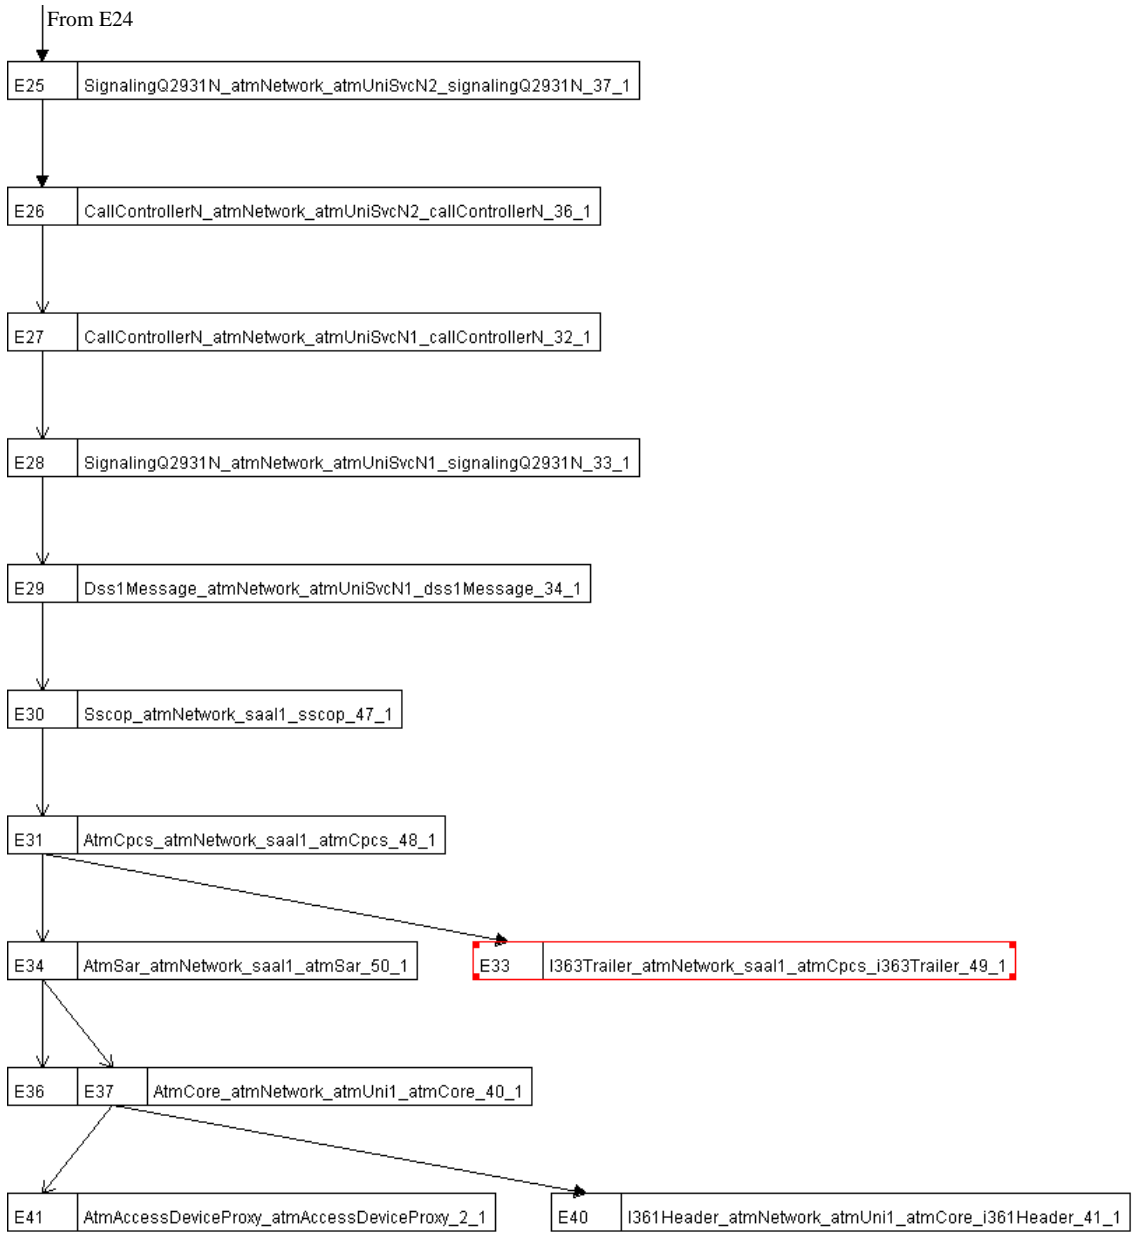 From E24
E25 SignalingQ2931N_atmNetwork_atmUniSvcN2_signalingQ2931N_37_1
E26 CallControllerN_atmNetwork_atmUniSvcN2_callControllerN_36_1
E27 CallControllerN_atmNetwork_atmUniSvcN1_callControllerN_32_1
E28 SignalingQ2931N_atmNetwork_atmUniSvcN1_signalingQ2931N_33_1
E29 Dss1Message_atmNetwork_atmUniSvcN1_dss1Message_34_1
E30 Sscop_atmNetwork_saal1_sscop_47_1
E31 AtmCpcs_atmNetwork_saal1_atmCpcs_48_1
E34 AtmSar_atmNetwork_saal1_atmSar_50_1 E33 I363Trailer_atmNetwork_saal1_atmCpcs_i363Trailer_49_1
E36 E37 AtmCore_atmNetwork_atmUni1_atmCore_40_1
E41 AtmAccessDeviceProxy_atmAccessDeviceProxy_2_1 E40 I361Header_atmNetwork_atmUni1_atmCore_i361Header_41_1